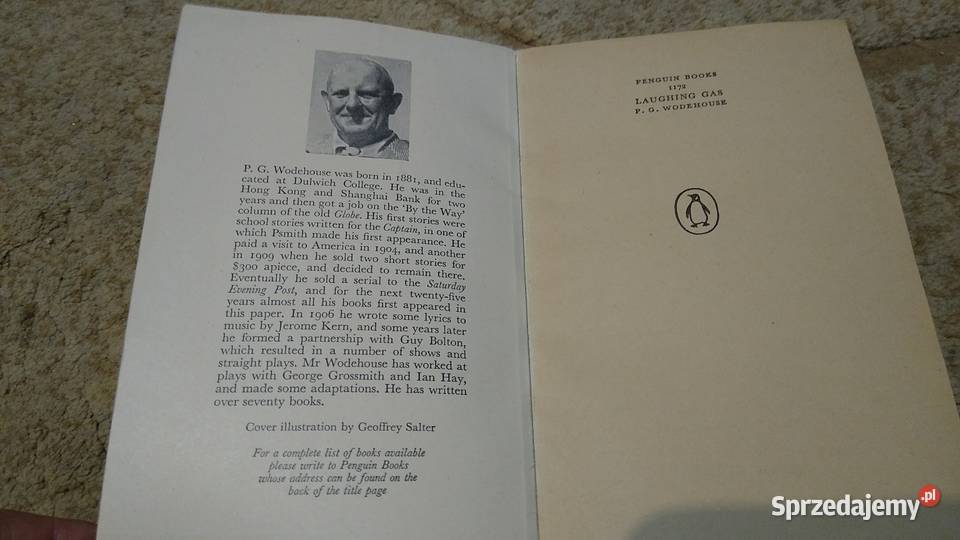 P. G. Wodehouse was born in 1881, and edu-
cated at Dulwich College. He was in the
Hong Kong and Shanghai Bank for two
years and then got a job on the 'By the Way'
column of the old Globe. His first stories were
school stories written for the Captain, in one of
which Psmith made his first appearance. He
paid a visit to America in 1904, and another
in 1909 when he sold two short stories for
$300 apiece, and decided to remain there.
Eventually he sold a serial to the Saturday
Evening Post, and for the next twenty-five
years almost all his books first appeared in
this paper. In 1906 he wrote some lyrics to
music by Jerome Kern, and some years later
he formed a partnership with Guy Bolton,
which resulted in a number of shows and
straight plays. Mr Wodehouse has worked at
plays with George Grossmith and Ian Hay,
and made some adaptations. He has written
over seventy books.
Cover illustration by Geoffrey Salter
For a complete list of books available
please write to Penguin Books
whose address can be found on the
back of the title page
PENGUIN BOOKS
1172
LAUGHING GAS
P. G. WODEHOUSE
Sprzedajemy.pl